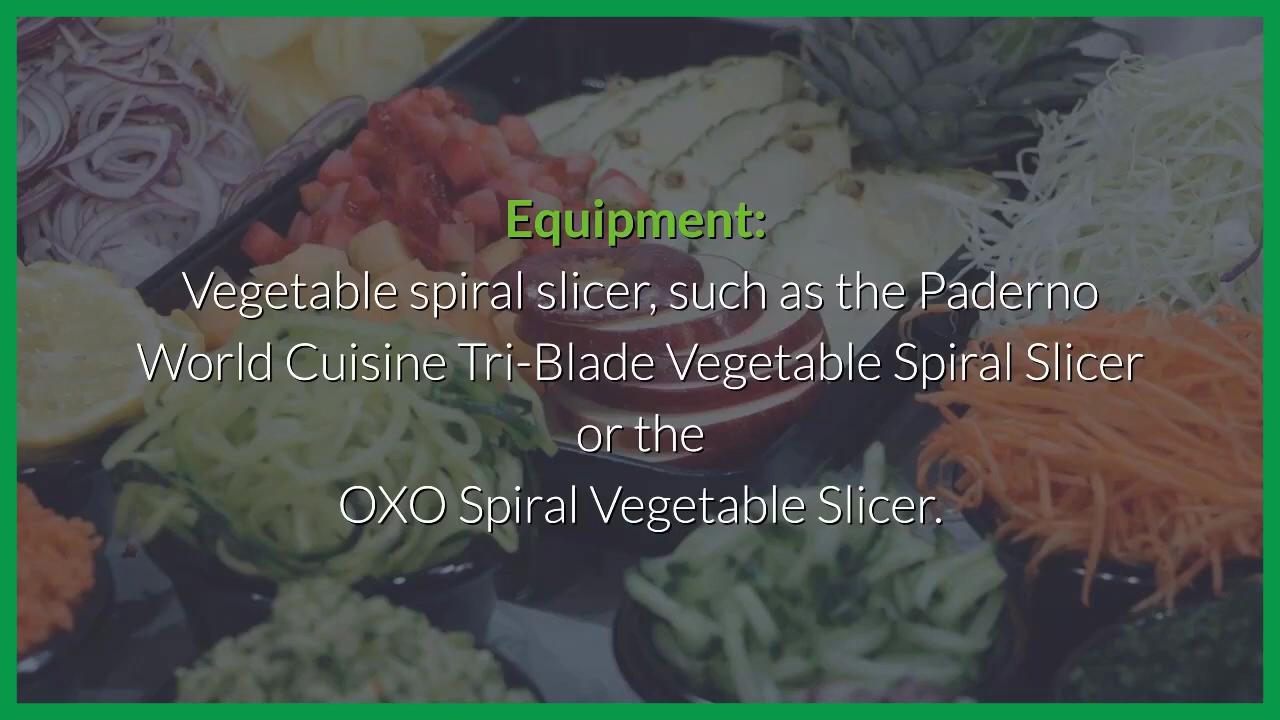 Equipment:
Vegetable spiral slicer, such as the Paderno
World Cuisine Tri-Blade Vegetable Spiral Slicer
or the
OXO Spiral Vegetable Slicer.